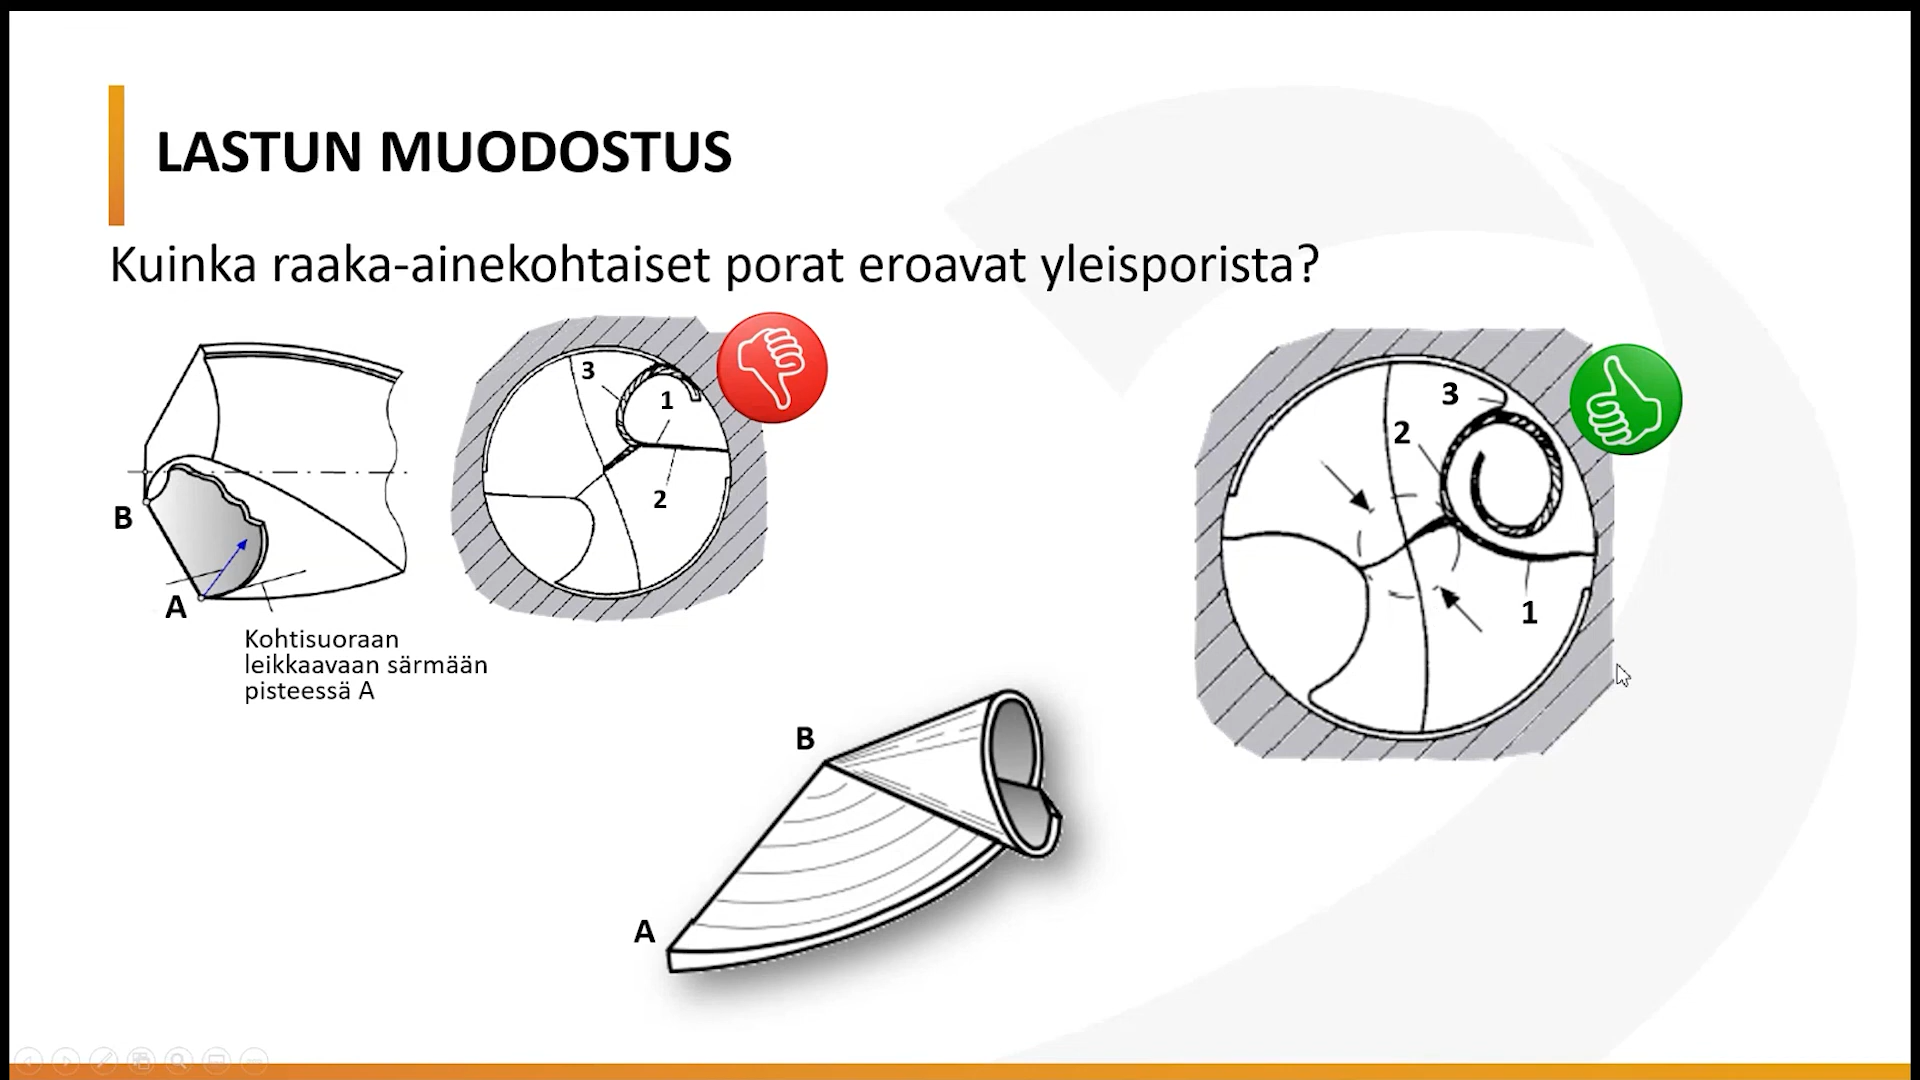 LASTUN MUODOSTUS
Kuinka raaka-ainekohtaiset porat eroavat yleisporista?
B
A
Kohtisuoraan
leikkaavaan särmään
pisteessä A
3
1
2
B
A
3
2
1